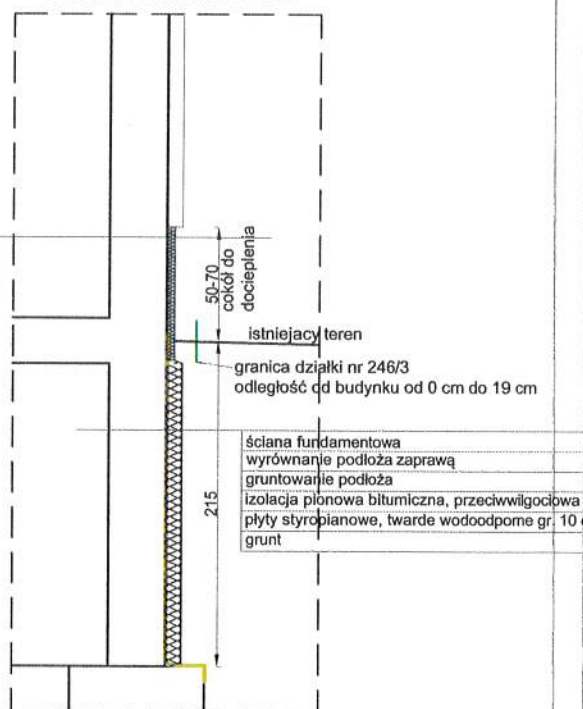 50-70
cokół do
docieplenia
istniejacy teren
granica działki nr 246/3
odległość od budynku od 0 cm do 19 cm
215
ściana fundamentowa
wyrównanie podłoża zaprawą
gruntowanie podłoża
izolacja pionowa bitumiczna, przeciwwilgociowa
płyty styropianowe, twarde wodoodporne gr. 10
grunt